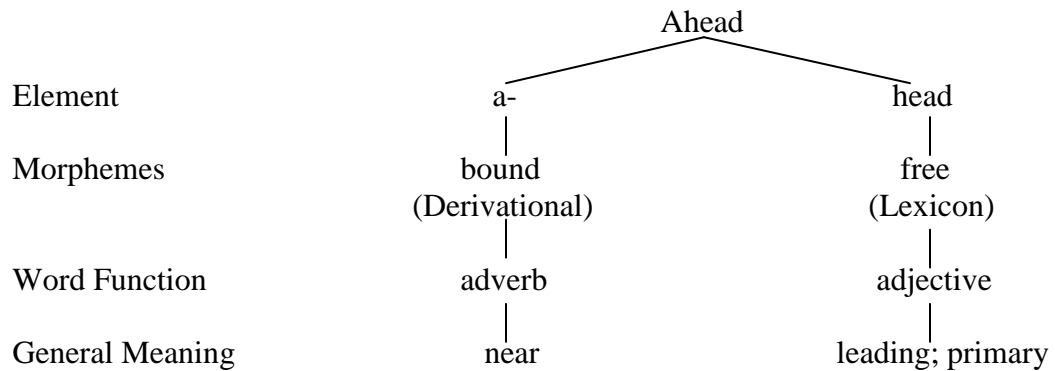 Ahead
Element a- head
Morphemes bound free
(Derivational) (Lexicon)
Word Function adverb adjective
General Meaning near leading; primary